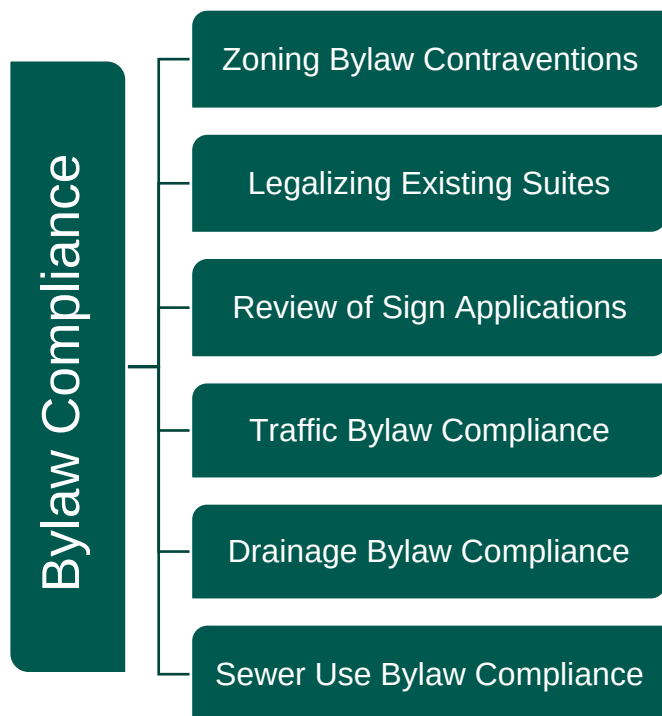 Bylaw Compliance
Zoning Bylaw Contraventions
Legalizing Existing Suites
Review of Sign Applications
Traffic Bylaw Compliance
Drainage Bylaw Compliance
Sewer Use Bylaw Compliance